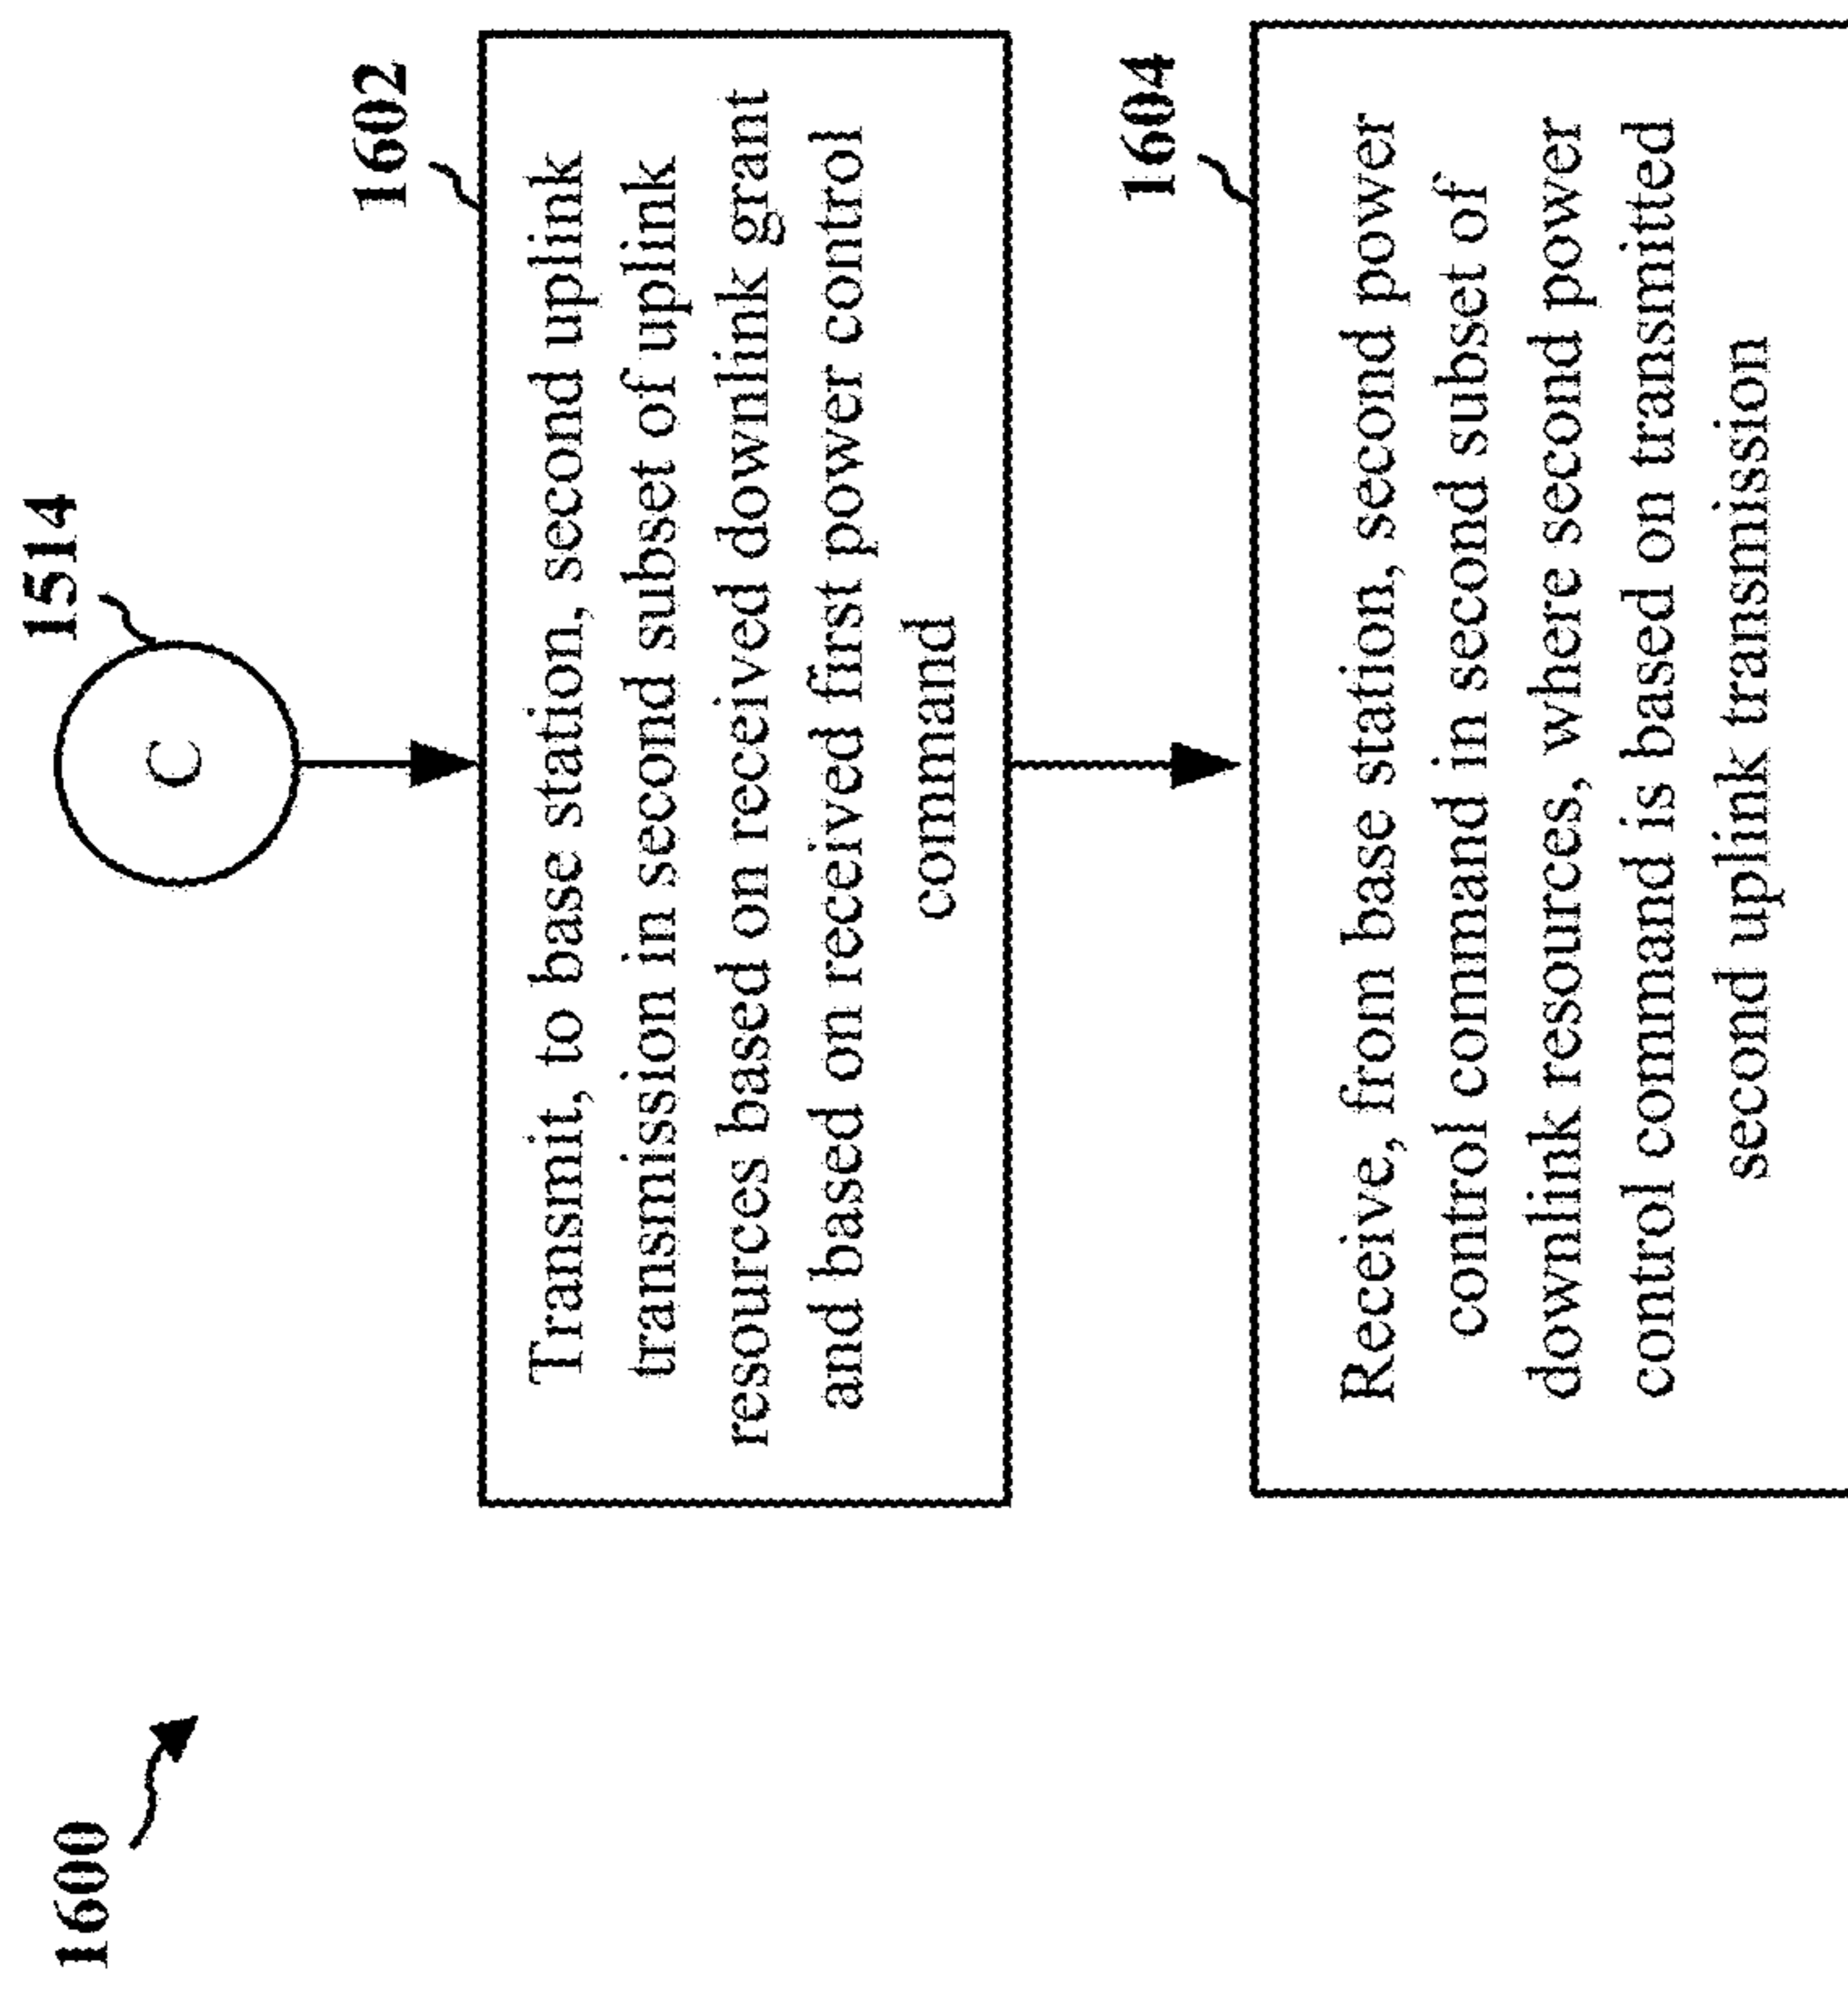 1600
1514
C
1602
Transmit, to base station, second uplink
transmission in second subset of uplink
resources based on received downlink grant
and based on received first power control
command
1604
Receive, from base station, second power
control command in second subset of
downlink resources, where second power
control command is based on transmitted
second uplink transmission